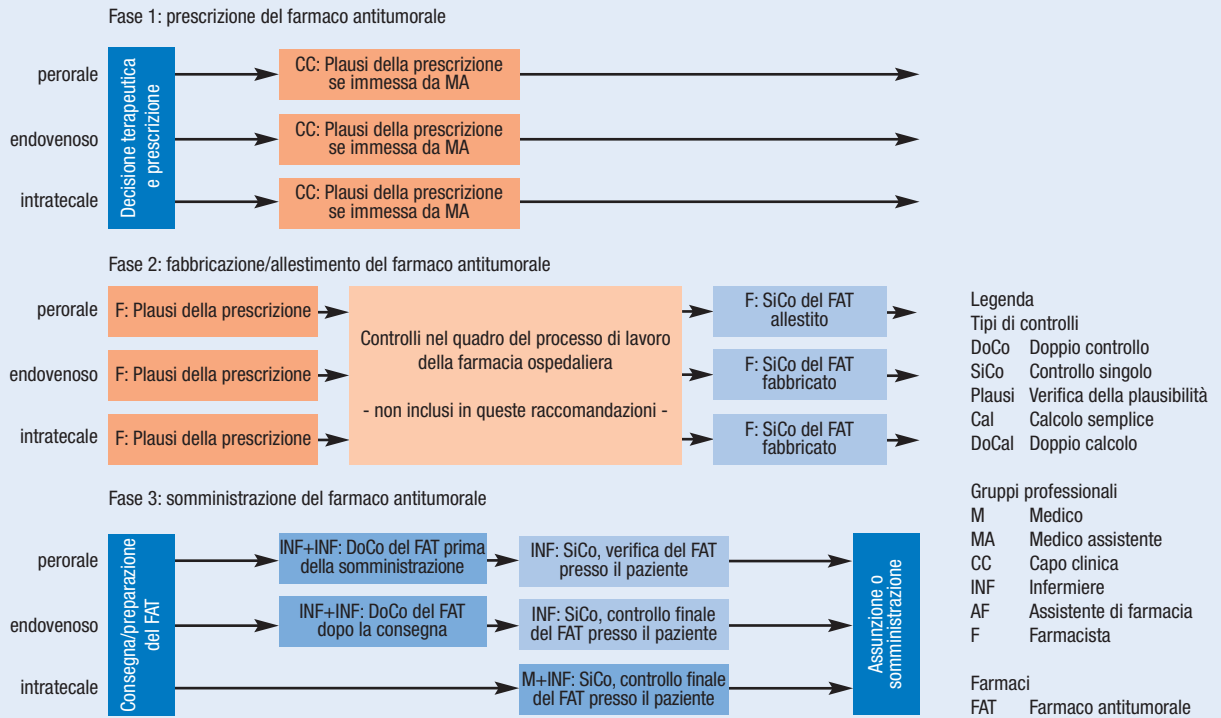 Fase 1: prescrizione del farmaco antitumorale
perorale
endovenoso
intratecale
Decisione terapeutica
e prescrizione
CC: Plausi della prescrizione
se immessa da MA
CC: Plausi della prescrizione
se immessa da MA
CC: Plausi della prescrizione
se immessa da MA
Fase 2: fabbricazione/allestimento del farmaco antitumorale
perorale
endovenoso
intratecale
F: Plausi della prescrizione
F: Plausi della prescrizione
F: Plausi della prescrizione
Controlli nel quadro del processo di lavoro
della farmacia ospedaliera
- non inclusi in queste raccomandazioni -
F: SiCo del FAT
allestito
F: SiCo del FAT
fabbricato
F: SiCo del FAT
fabbricato
Fase 3: somministrazione del farmaco antitumorale
perorale
endovenoso
intratecale
Consegna/preparazione
del FAT
INF+INF: DoCo del FAT prima
della somministrazione
INF: SiCo, verifica del FAT
presso il paziente
INF+INF: DoCo del FAT
dopo la consegna
INF: SiCo, controllo finale
del FAT presso il paziente
M+INF: SiCo, controllo finale
del FAT presso il paziente
Assunzione o
somministrazione
Legenda
Tipi di controlli
DoCo Doppio controllo
SiCo Controllo singolo
Plausi Verifica della plausibilità
Cal Calcolo semplice
DoCal Doppio calcolo
Gruppi professionali
M Medico
MA Medico assistente
CC Capo clinica
INF Infermiere
AF Assistente di farmacia
F Farmacista
Farmaci
FAT Farmaco antitumorale